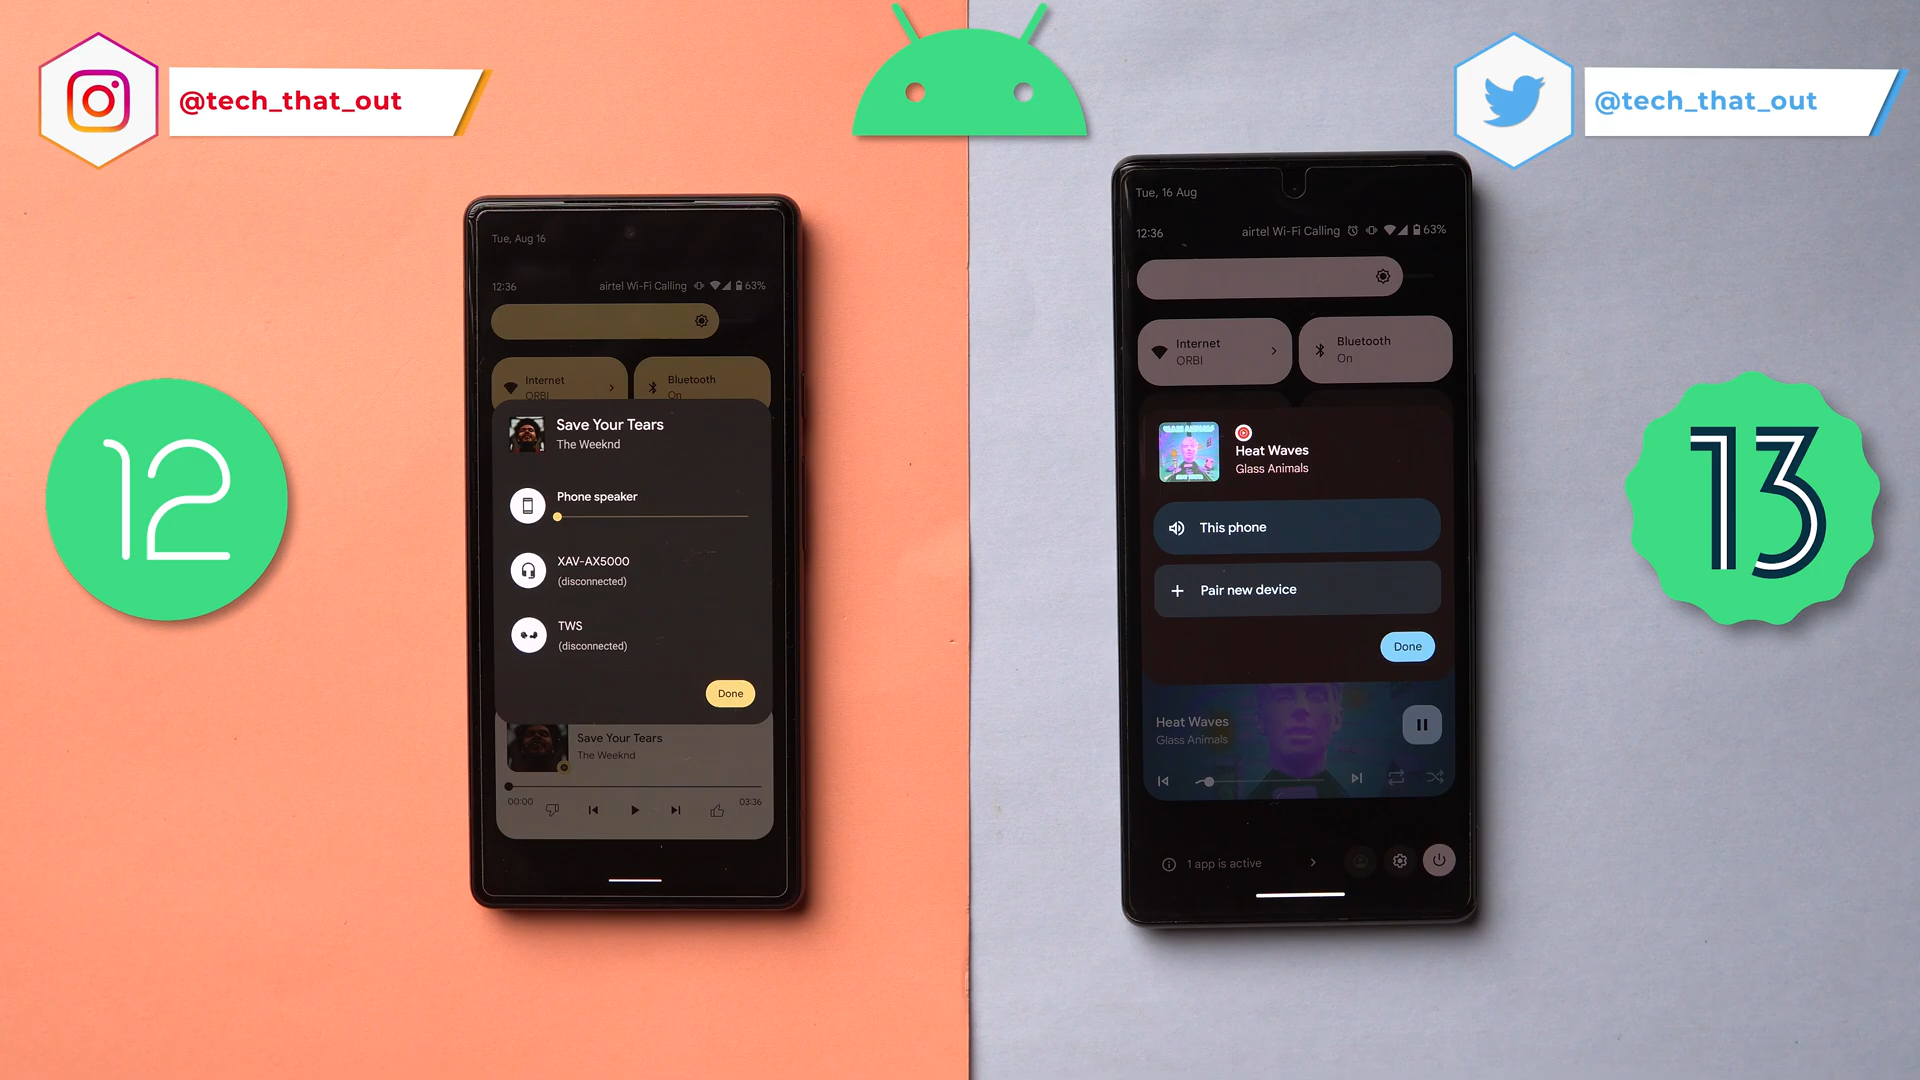 @tech_that_out
@tech_that_out
12
Tue, Aug 16
12:36 airtel Wi-Fi Calling 63%
Internet
ORBI
Bluetooth
On
Save Your Tears
The Weeknd
Phone speaker
XAV-AX5000
(disconnected)
TWS
(disconnected)
Done
Save Your Tears
The Weeknd
00:00
03:36
Tue, 16 Aug
12:36 airtel Wi-Fi Calling 63%
Internet
ORBI
Bluetooth
On
GLASS ANIMALS
Heat Waves
Glass Animals
This phone
Pair new device
Done
Heat Waves
Glass Animals
1 app is active
13